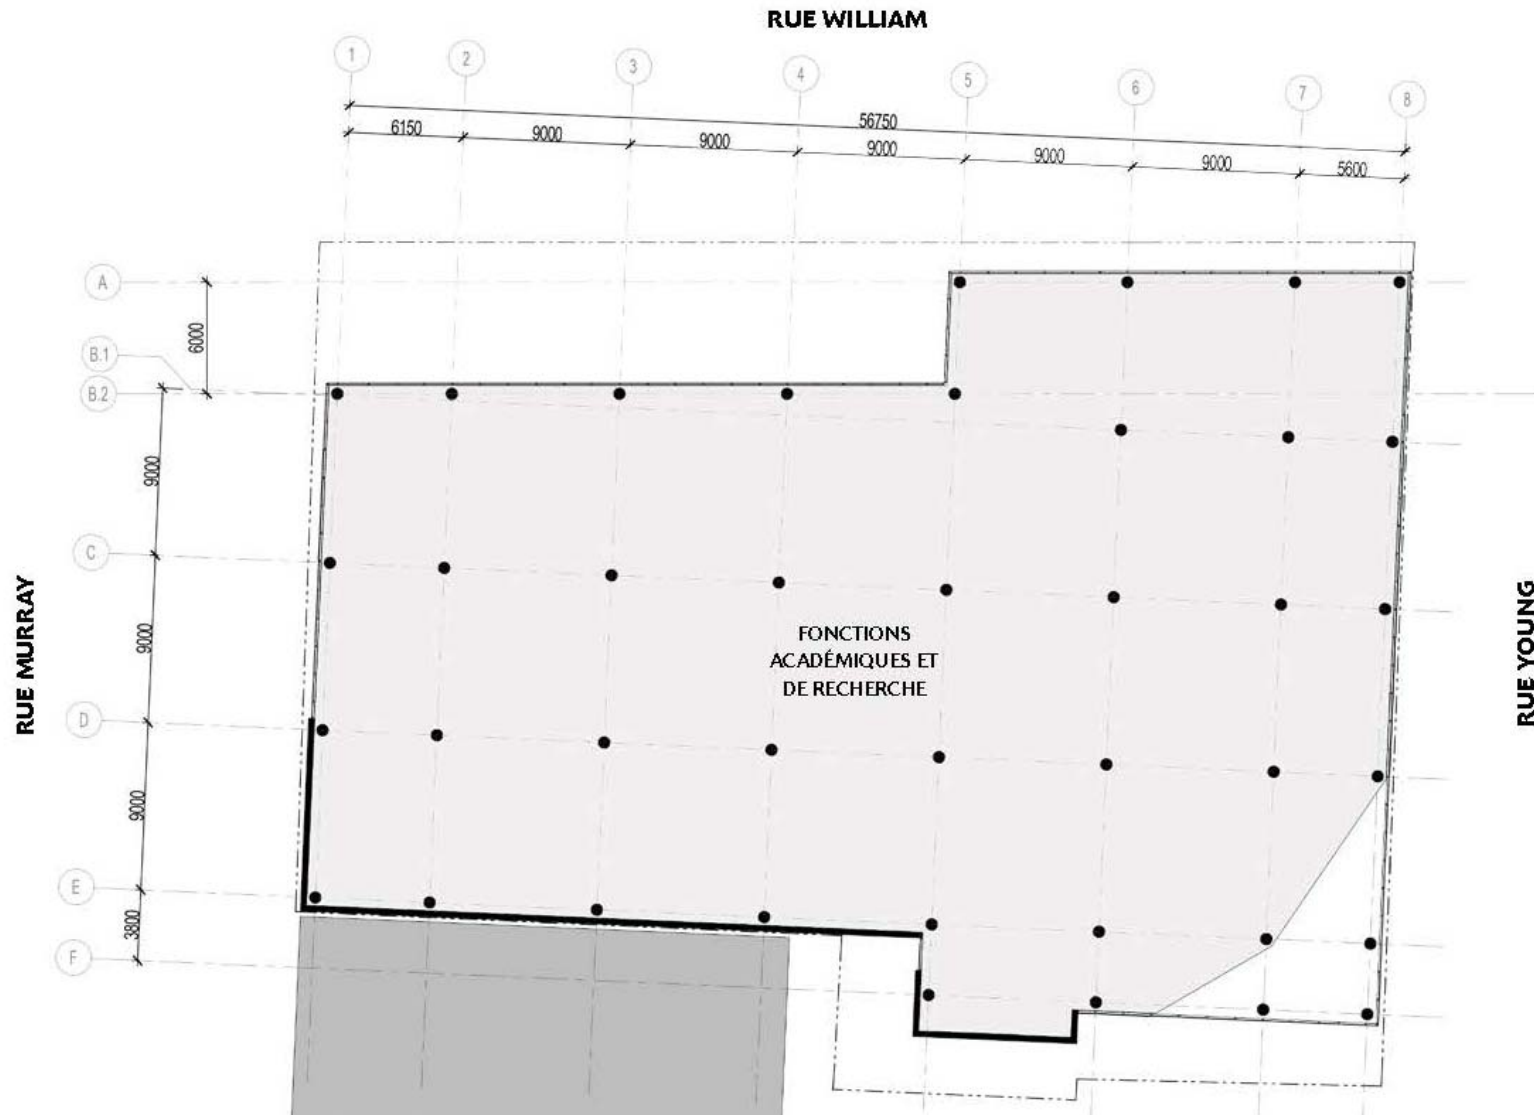 RUE WILLIAM
1
2
3
4
5
6
7
8
56750
6150
9000
9000
9000
9000
9000
5600
A
6000
B.1
B.2
9000
C
9000
D
9000
E
3800
F
RUE MURRAY
FONCTIONS
ACADÉMIQUES ET
DE RECHERCHE
RUE YOUNG